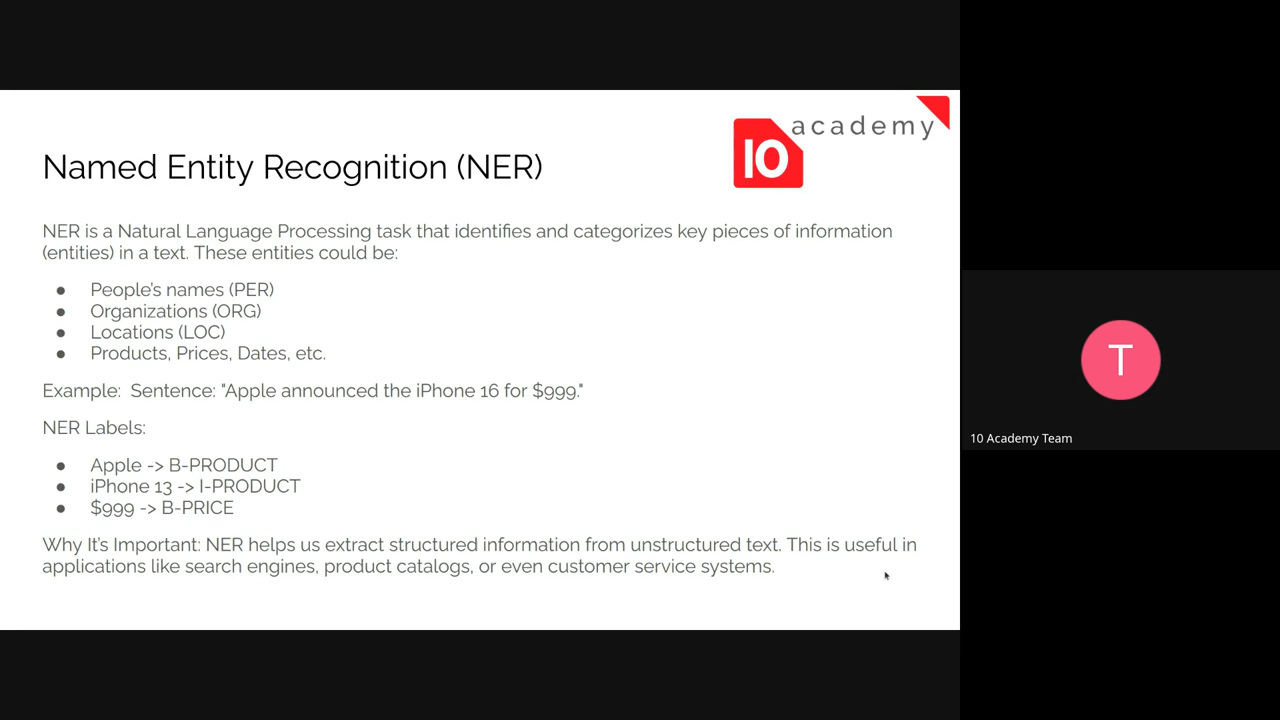 10 academy
Named Entity Recognition (NER)
NER is a Natural Language Processing task that identifies and categorizes key pieces of information
(entities) in a text. These entities could be:
● People's names (PER)
● Organizations (ORG)
● Locations (LOC)
● Products, Prices, Dates, etc.
Example:  Sentence: "Apple announced the iPhone 16 for $999."
NER Labels:
● Apple -> B-PRODUCT
● iPhone 13 -> I-PRODUCT
● $999 -> B-PRICE
Why It's Important: NER helps us extract structured information from unstructured text. This is useful in
applications like search engines, product catalogs, or even customer service systems.
T
10 Academy Team